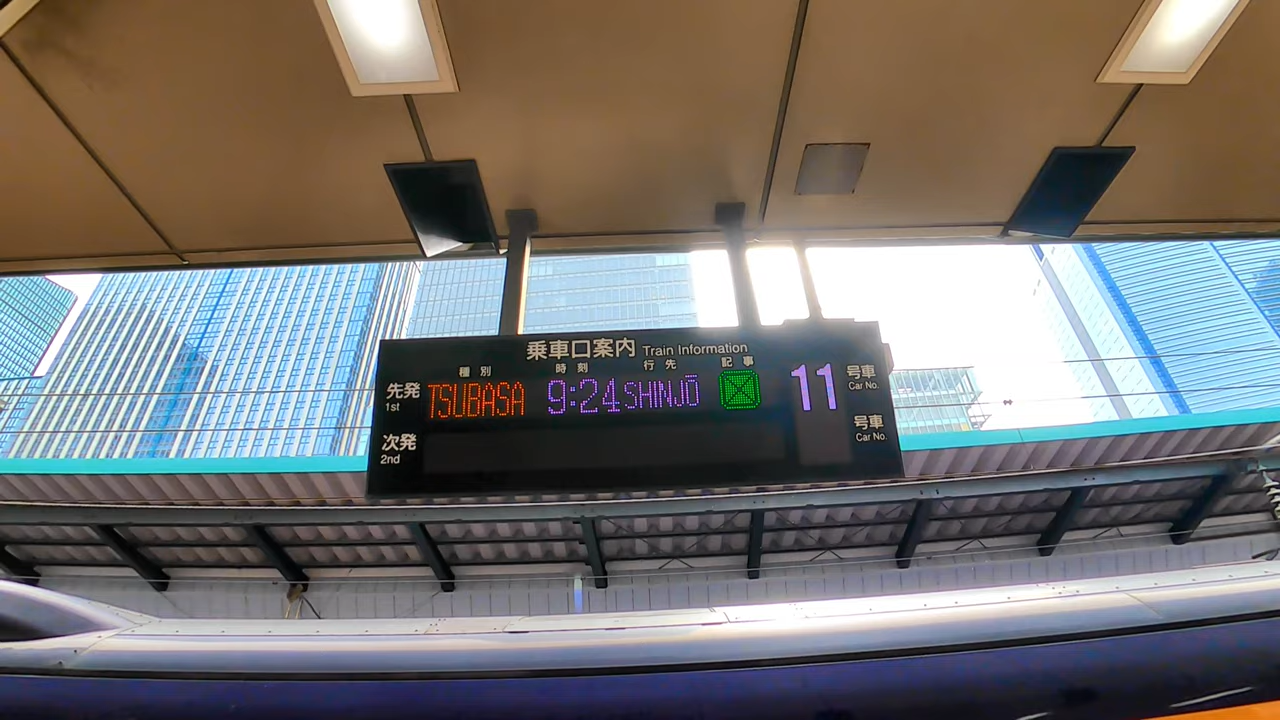 乗車口案内 Train Information
種別 時刻 行先 記事
先発 TSUBASA 9:24 SHINJŌ 11 号車
1st Car No.
次発 号車
2nd Car No.